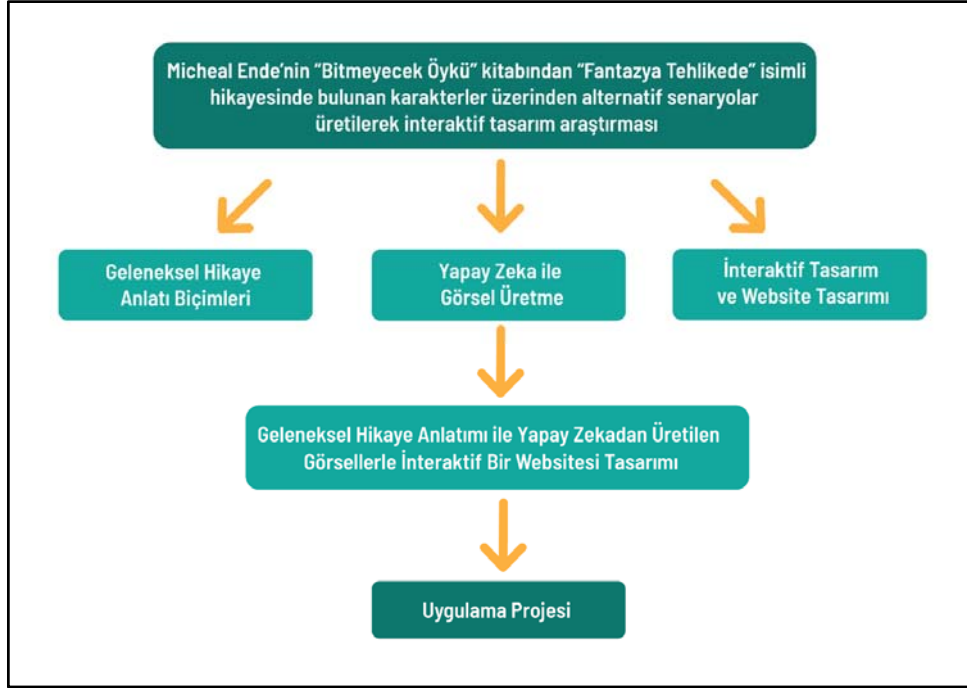 Micheal Ende’nin “Bitmeyecek Öykü” kitabından “Fantazya Tehlikede” isimli
hikayesinde bulunan karakterler üzerinden alternatif senaryolar
üretilerek interaktif tasarım araştırması
Geleneksel Hikaye
Anlatı Biçimleri
Yapay Zeka ile
Görsel Üretme
İnteraktif Tasarım
ve Website Tasarımı
Geleneksel Hikaye Anlatımı ile Yapay Zekadan Üretilen
Görsellerle İnteraktif Bir Websitesi Tasarımı
Uygulama Projesi